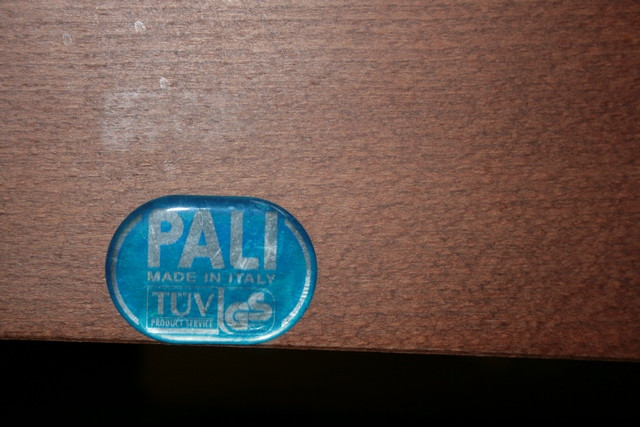 PALI
MADE IN ITALY
TÜV GS
PRODUCT SERVICE